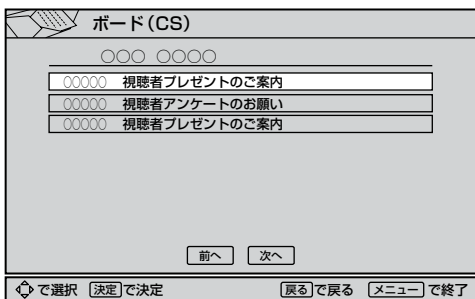 ボード（CS）
○○○ ○○○○
○○○○○ 視聴者プレゼントのご案内
○○○○○ 視聴者アンケートのお願い
○○○○○ 視聴者プレゼントのご案内
前へ 次へ
で選択 決定で決定 戻るで戻る メニューで終了